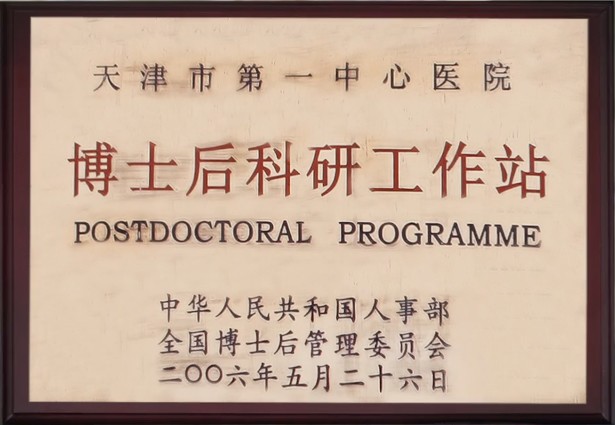 天津市第一中心医院
博士后科研工作站
POSTDOCTORAL PROGRAMME
中华人民共和国人事部
全国博士后管理委员会
二〇〇六年五月二十六日